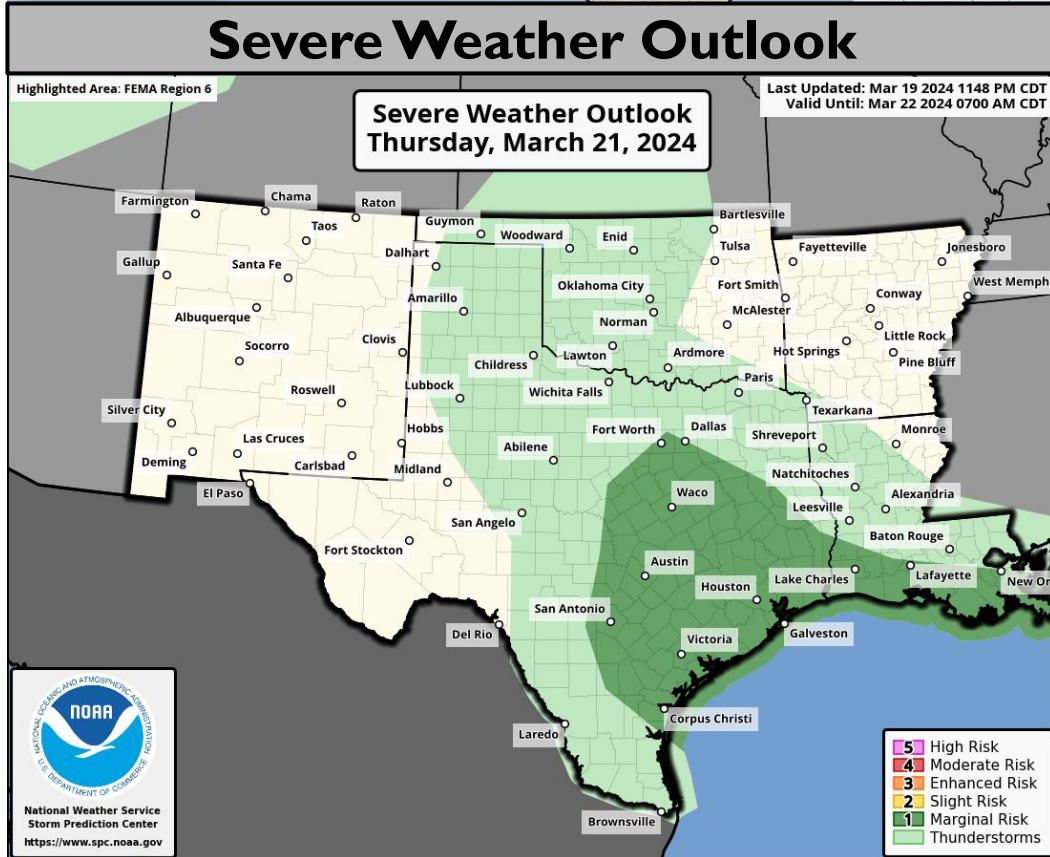 Severe Weather Outlook
Highlighted Area: FEMA Region 6
Last Updated: Mar 19 2024 1148 PM CDT
Valid Until: Mar 22 2024 0700 AM CDT
Severe Weather Outlook
Thursday, March 21, 2024
Farmington
Chama
Raton
Taos
Guymon
Woodward
Enid
Bartlesville
Tulsa
Fayetteville
Jonesboro
Gallup
Santa Fe
Dalhart
Oklahoma City
Fort Smith
West Memph
Albuquerque
Amarillo
Norman
McAlester
Conway
Little Rock
Socorro
Clovis
Childress
Lawton
Ardmore
Hot Springs
Pine Bluff
Roswell
Lubbock
Wichita Falls
Paris
Texarkana
Silver City
Las Cruces
Hobbs
Fort Worth
Dallas
Shreveport
Monroe
Deming
Carlsbad
Midland
Abilene
Natchitoches
El Paso
Waco
Leesville
Alexandria
San Angelo
Baton Rouge
Fort Stockton
Austin
Houston
Lake Charles
Lafayette
New Or
San Antonio
Del Rio
Victoria
Galveston
Laredo
Corpus Christi
Brownsville
NATIONAL OCEANIC AND ATMOSPHERIC ADMINISTRATION
NOAA
U.S. DEPARTMENT OF COMMERCE
National Weather Service
Storm Prediction Center
https://www.spc.noaa.gov
5 High Risk
4 Moderate Risk
3 Enhanced Risk
2 Slight Risk
1 Marginal Risk
Thunderstorms